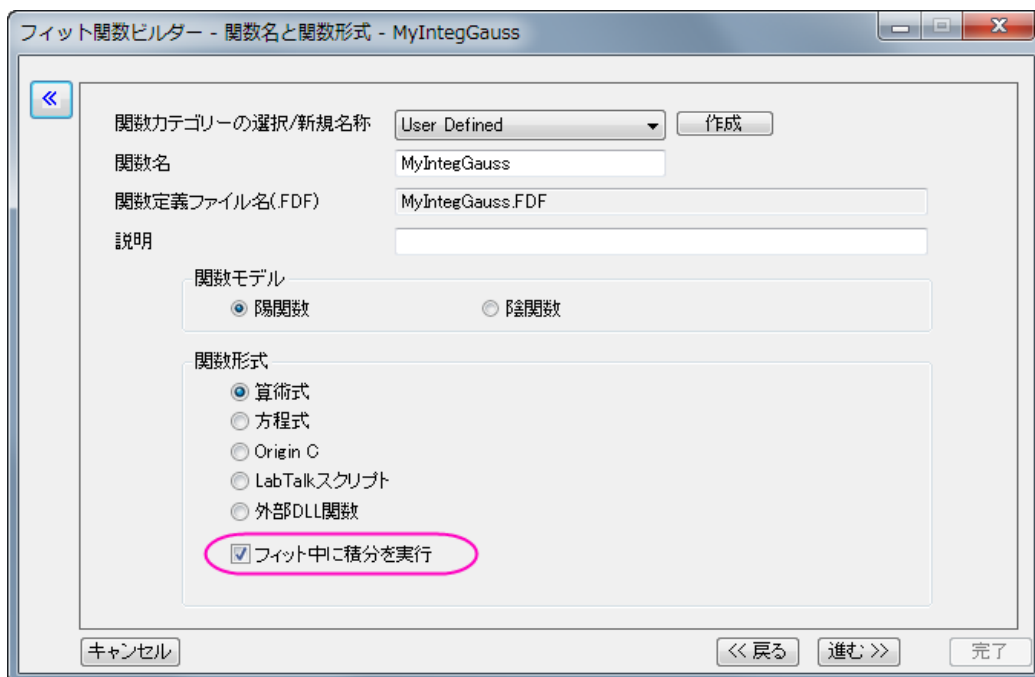 フィット関数ビルダー - 関数名と関数形式 - MyIntegGauss
関数カテゴリーの選択/新規名称 User Defined 作成
関数名 MyIntegGauss
関数定義ファイル名(.FDF) MyIntegGauss.FDF
説明
関数モデル
陽関数 陰関数
関数形式
算術式
方程式
Origin C
LabTalkスクリプト
外部DLL関数
フィット中に積分を実行
キャンセル << 戻る 進む >> 完了